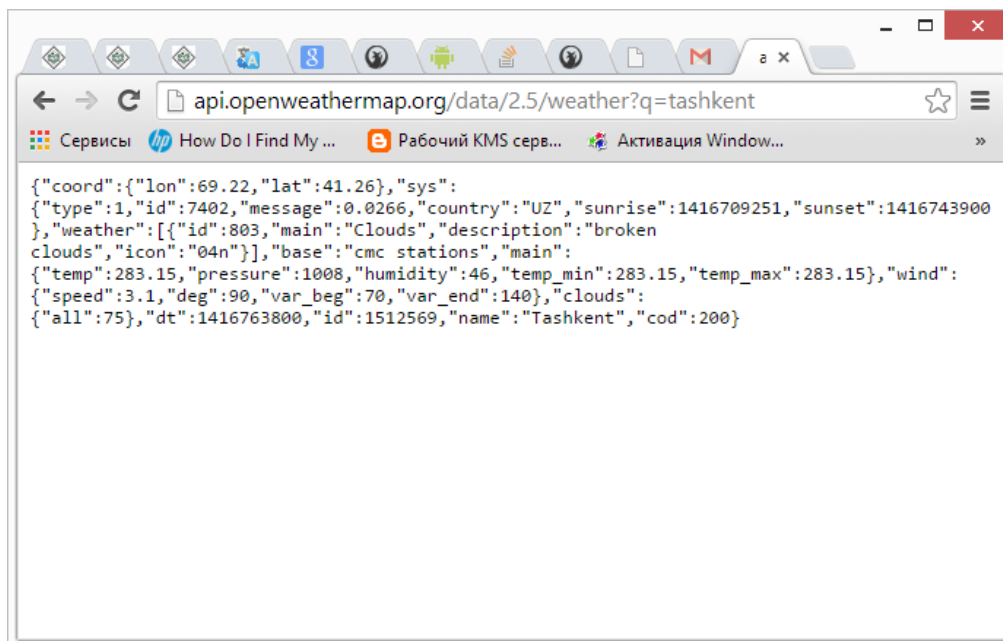 a
api.openweathermap.org/data/2.5/weather?q=tashkent
Сервисы How Do I Find My ... Рабочий KMS серв... Активация Window... »
{"coord":{"lon":69.22,"lat":41.26},"sys":
{"type":1,"id":7402,"message":0.0266,"country":"UZ","sunrise":1416709251,"sunset":1416743900
},"weather":[{"id":803,"main":"Clouds","description":"broken
clouds","icon":"04n"}],"base":"cmc stations","main":
{"temp":283.15,"pressure":1008,"humidity":46,"temp_min":283.15,"temp_max":283.15},"wind":
{"speed":3.1,"deg":90,"var_beg":70,"var_end":140},"clouds":
{"all":75},"dt":1416763800,"id":1512569,"name":"Tashkent","cod":200}